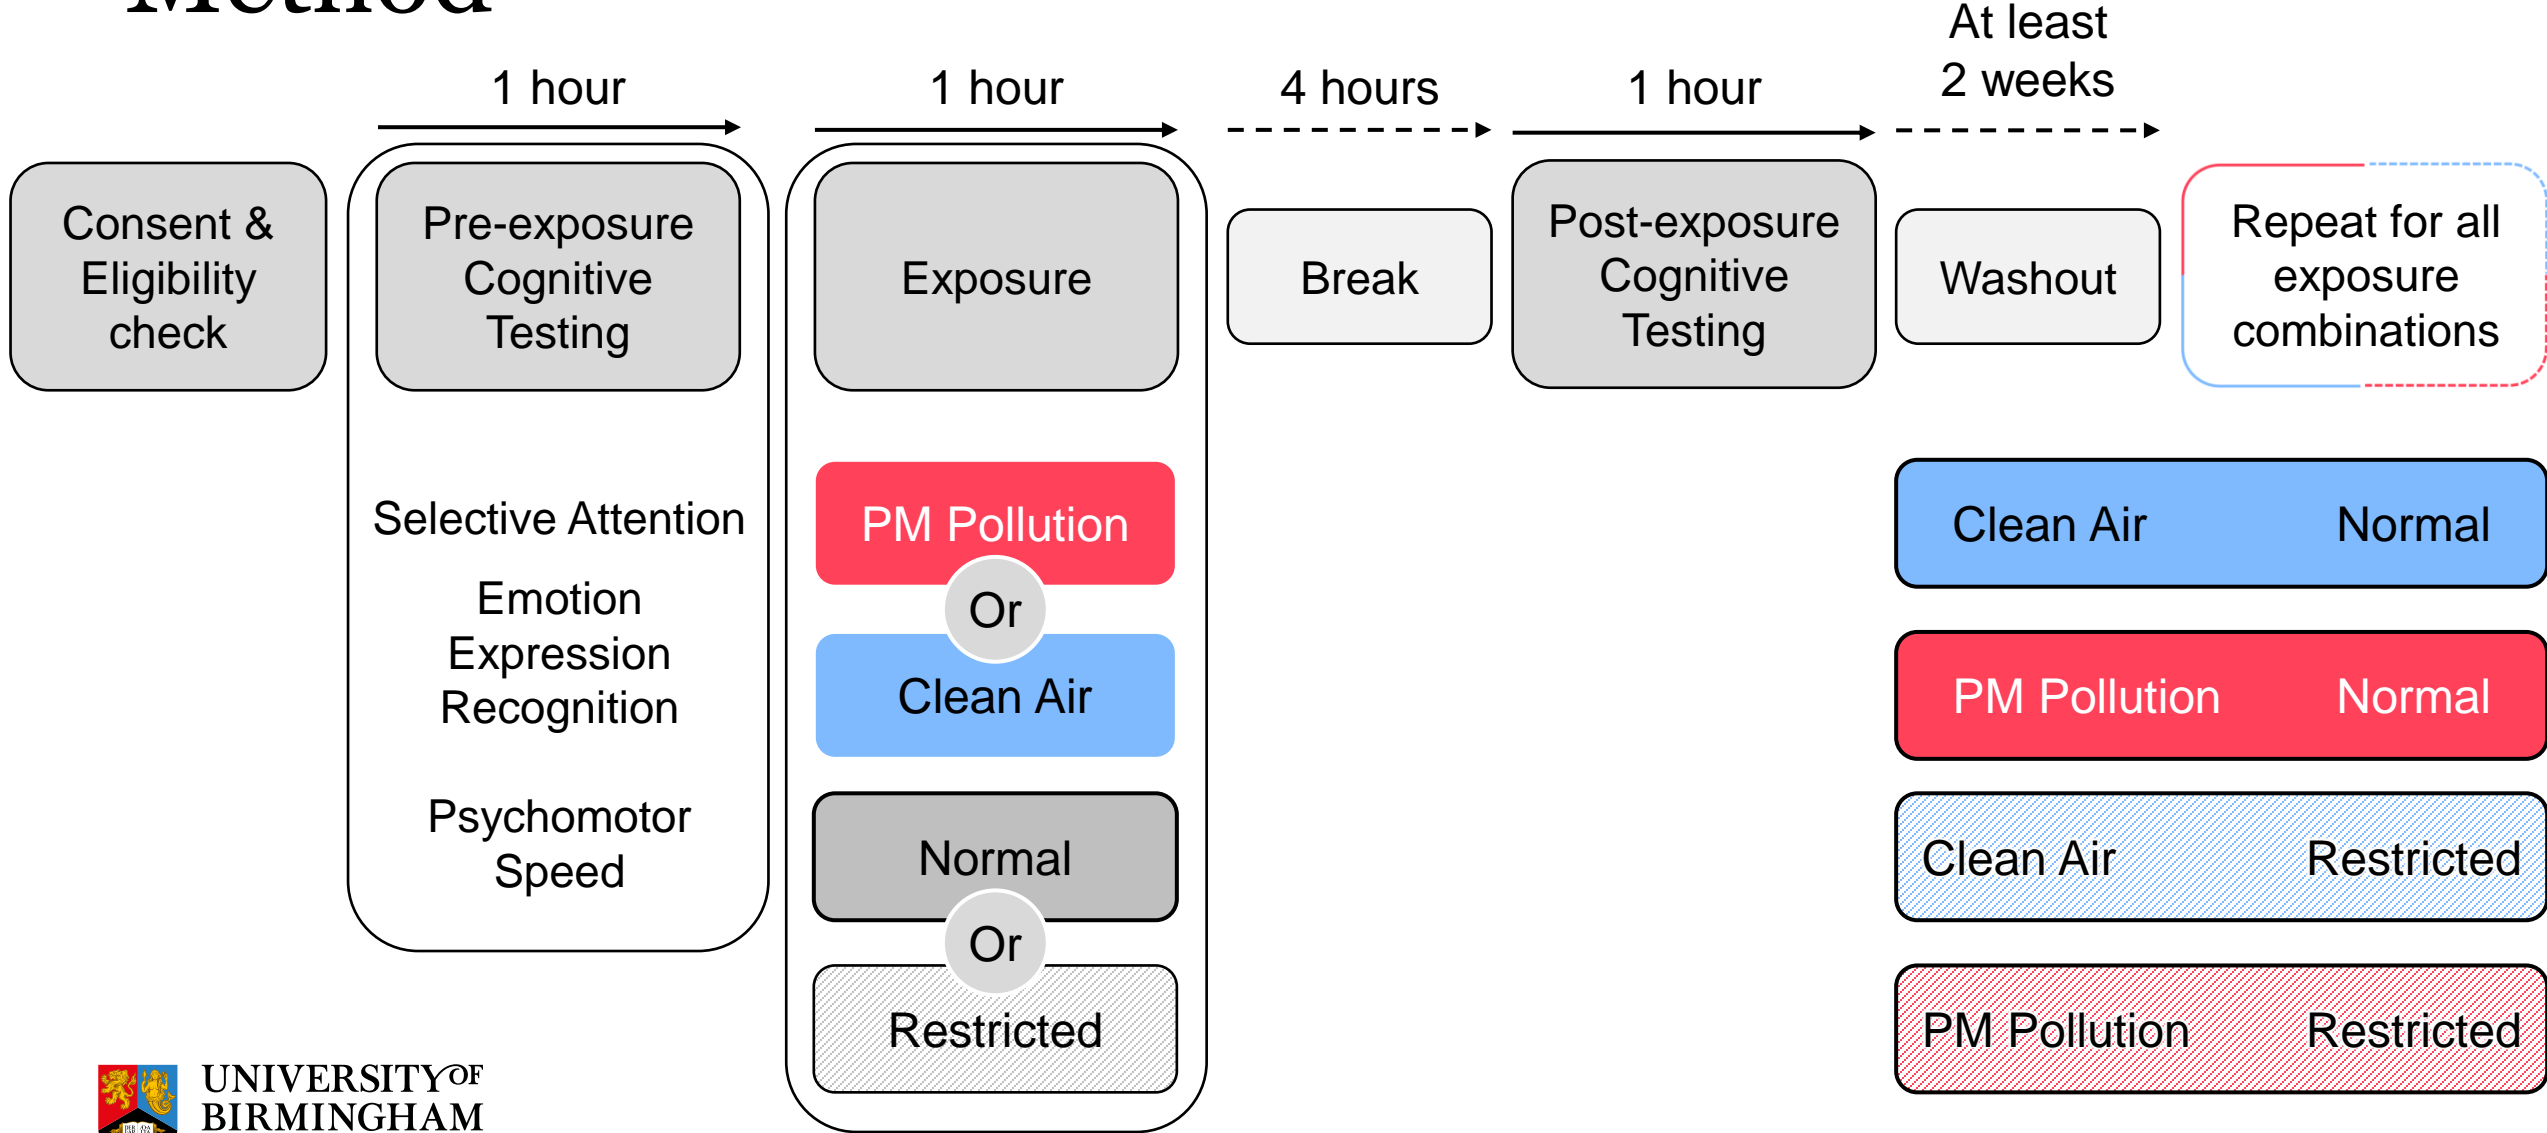 Method
1 hour
1 hour
4 hours
1 hour
At least
2 weeks
Consent &
Eligibility
check
Pre-exposure
Cognitive
Testing
Exposure
Break
Post-exposure
Cognitive
Testing
Washout
Repeat for all
exposure
combinations
Selective Attention
Emotion
Expression
Recognition
Psychomotor
Speed
PM Pollution
Or
Clean Air
Normal
Or
Restricted
Clean Air Normal
PM Pollution Normal
Clean Air Restricted
PM Pollution Restricted
UNIVERSITY OF
BIRMINGHAM